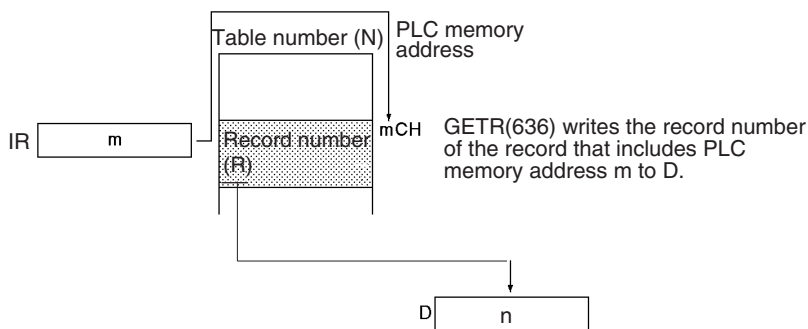 Table number (N)
PLC memory
address
IR
m
mCH
Record number
(R)
GETR(636) writes the record number
of the record that includes PLC
memory address m to D.
D
n